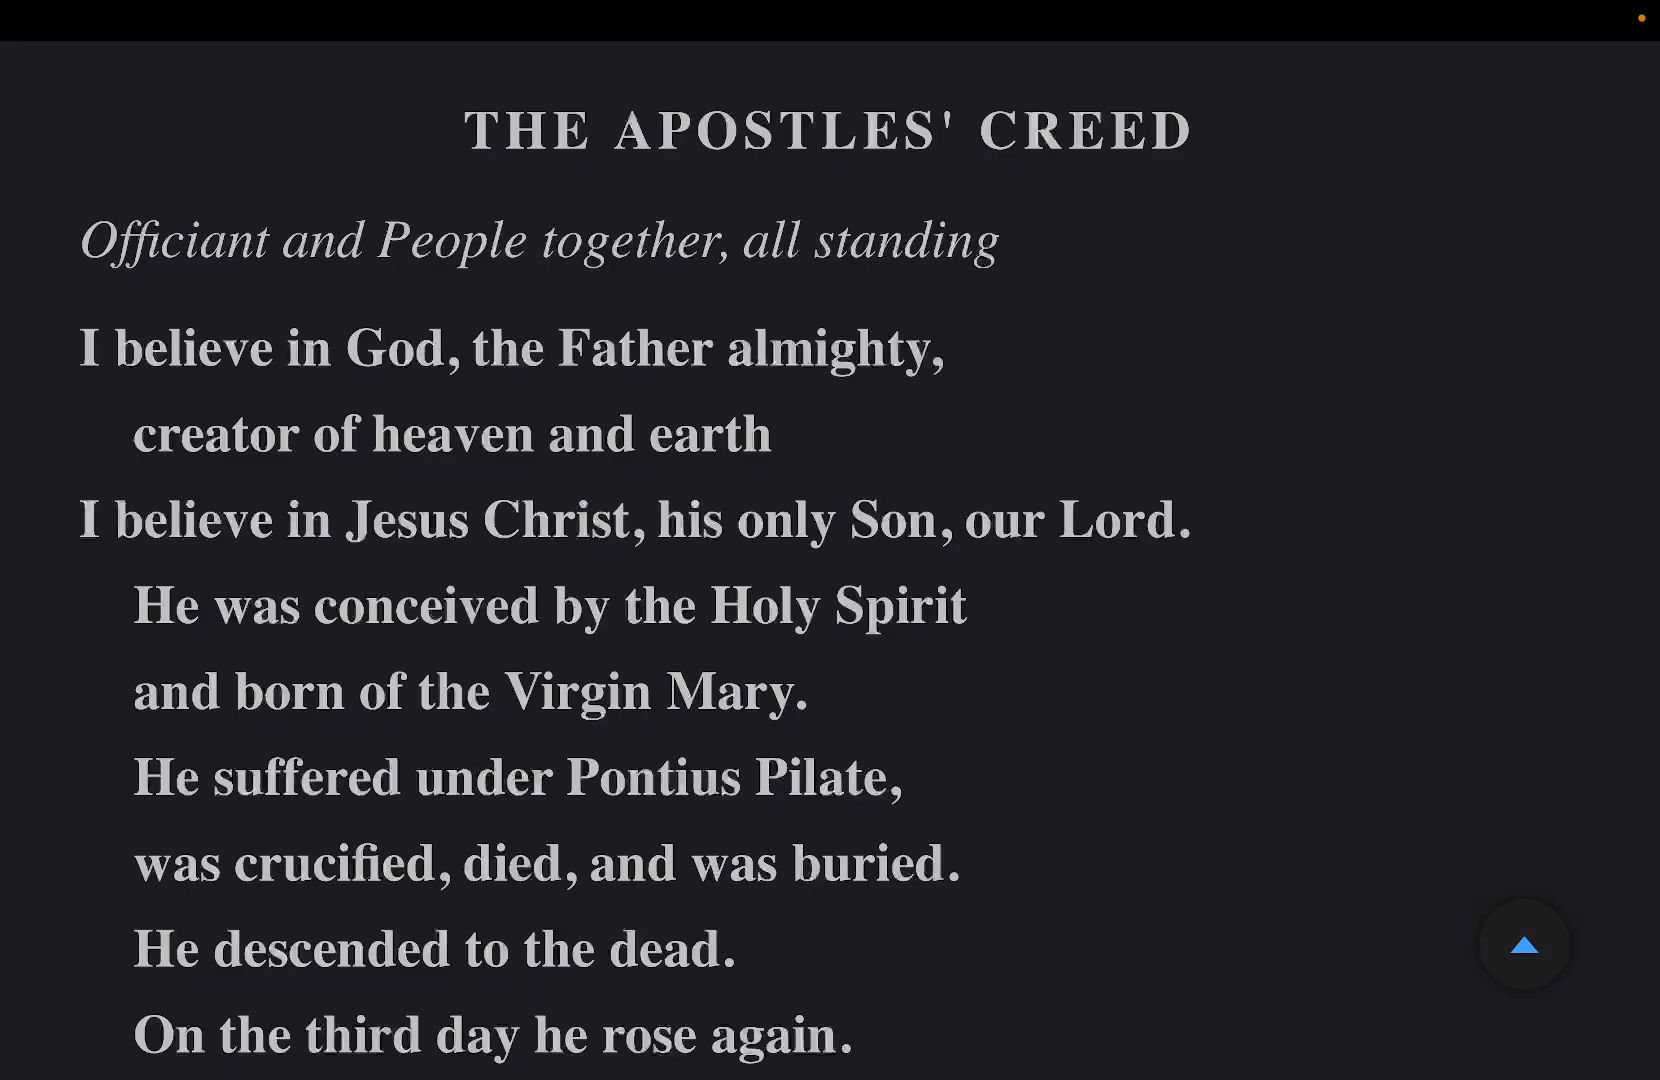 THE APOSTLES' CREED
Officiant and People together, all standing
I believe in God, the Father almighty,
creator of heaven and earth
I believe in Jesus Christ, his only Son, our Lord.
He was conceived by the Holy Spirit
and born of the Virgin Mary.
He suffered under Pontius Pilate,
was crucified, died, and was buried.
He descended to the dead.
On the third day he rose again.